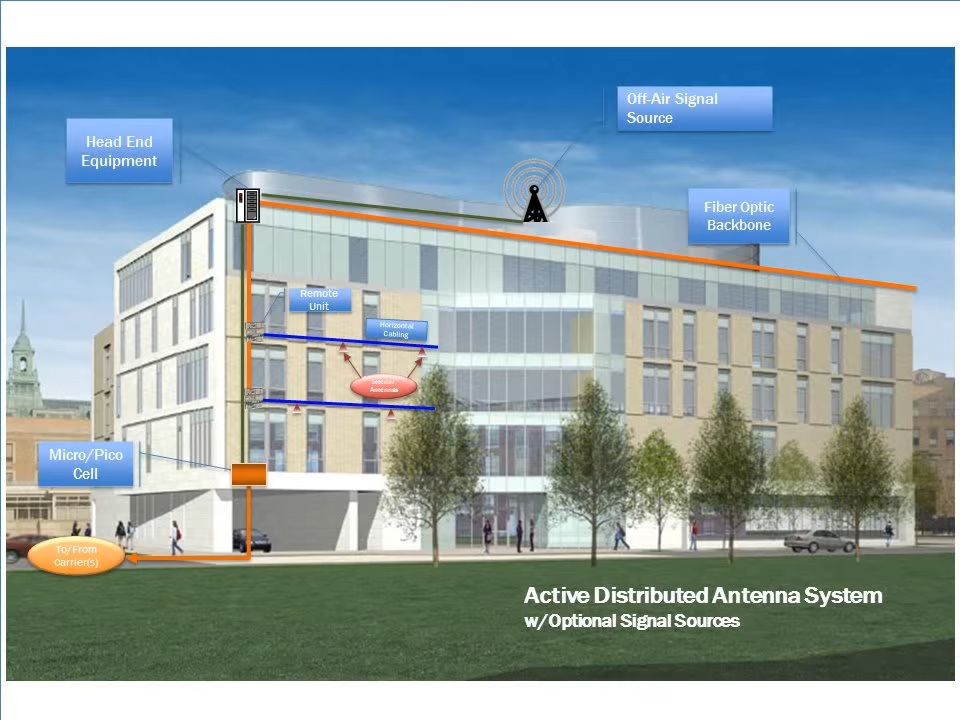 Off-Air Signal
Source
Head End
Equipment
Fiber Optic
Backbone
Remote
Unit
Horizontal
Cabling
Antennas
Micro/Pico
Cell
To/From
Carrier(s)
Active Distributed Antenna System
w/Optional Signal Sources